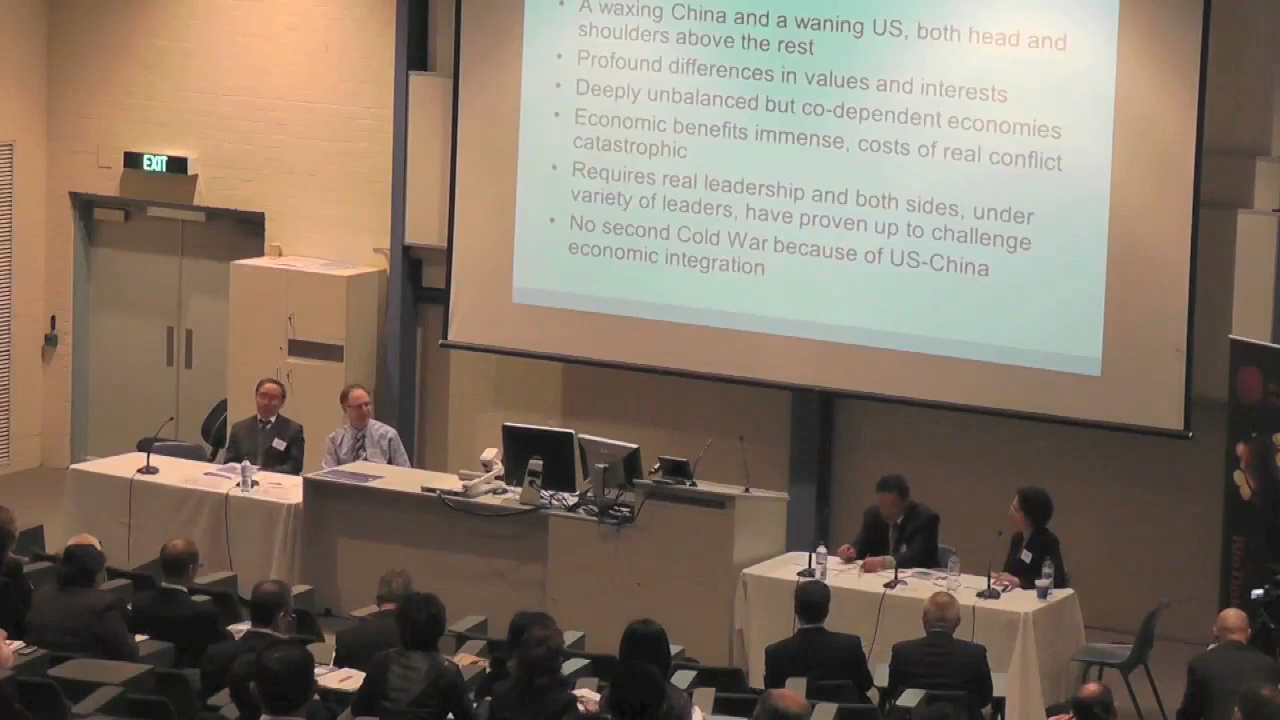 • A waxing China and a waning US, both head and
shoulders above the rest
• Profound differences in values and interests
• Deeply unbalanced but co-dependent economies
• Economic benefits immense, costs of real conflict
catastrophic
• Requires real leadership and both sides, under
variety of leaders, have proven up to challenge
• No second Cold War because of US-China
economic integration
EXIT